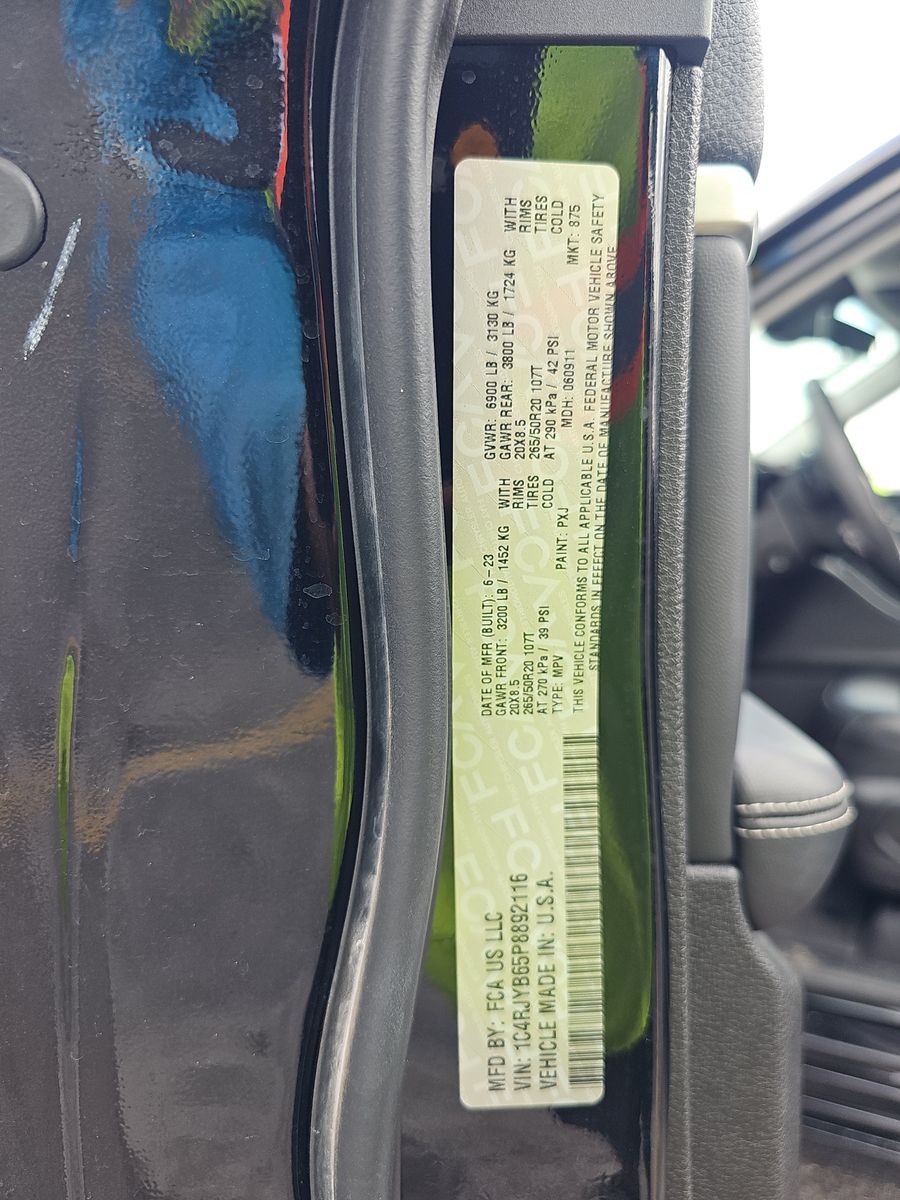 MFD BY: FCA US LLC
VIN: 1C4RJYB65P8892116
VEHICLE MADE IN: U.S.A.
DATE OF MFR (BUILT): 6-23 GVWR: 6900 LB / 3130 KG
GAWR FRONT: 3200 LB / 1452 KG WITH GAWR REAR: 3800 LB / 1724 KG WITH
20X8.5 RIMS 20X8.5 RIMS
265/50R20 107T TIRES 265/50R20 107T TIRES
AT 270 kPa / 39 PSI COLD AT 290 kPa / 42 PSI COLD
TYPE: MPV PAINT: PXJ MDH: 060911 MKT: 875
THIS VEHICLE CONFORMS TO ALL APPLICABLE U.S.A. FEDERAL MOTOR VEHICLE SAFETY
STANDARDS IN EFFECT ON THE DATE OF MANUFACTURE SHOWN ABOVE